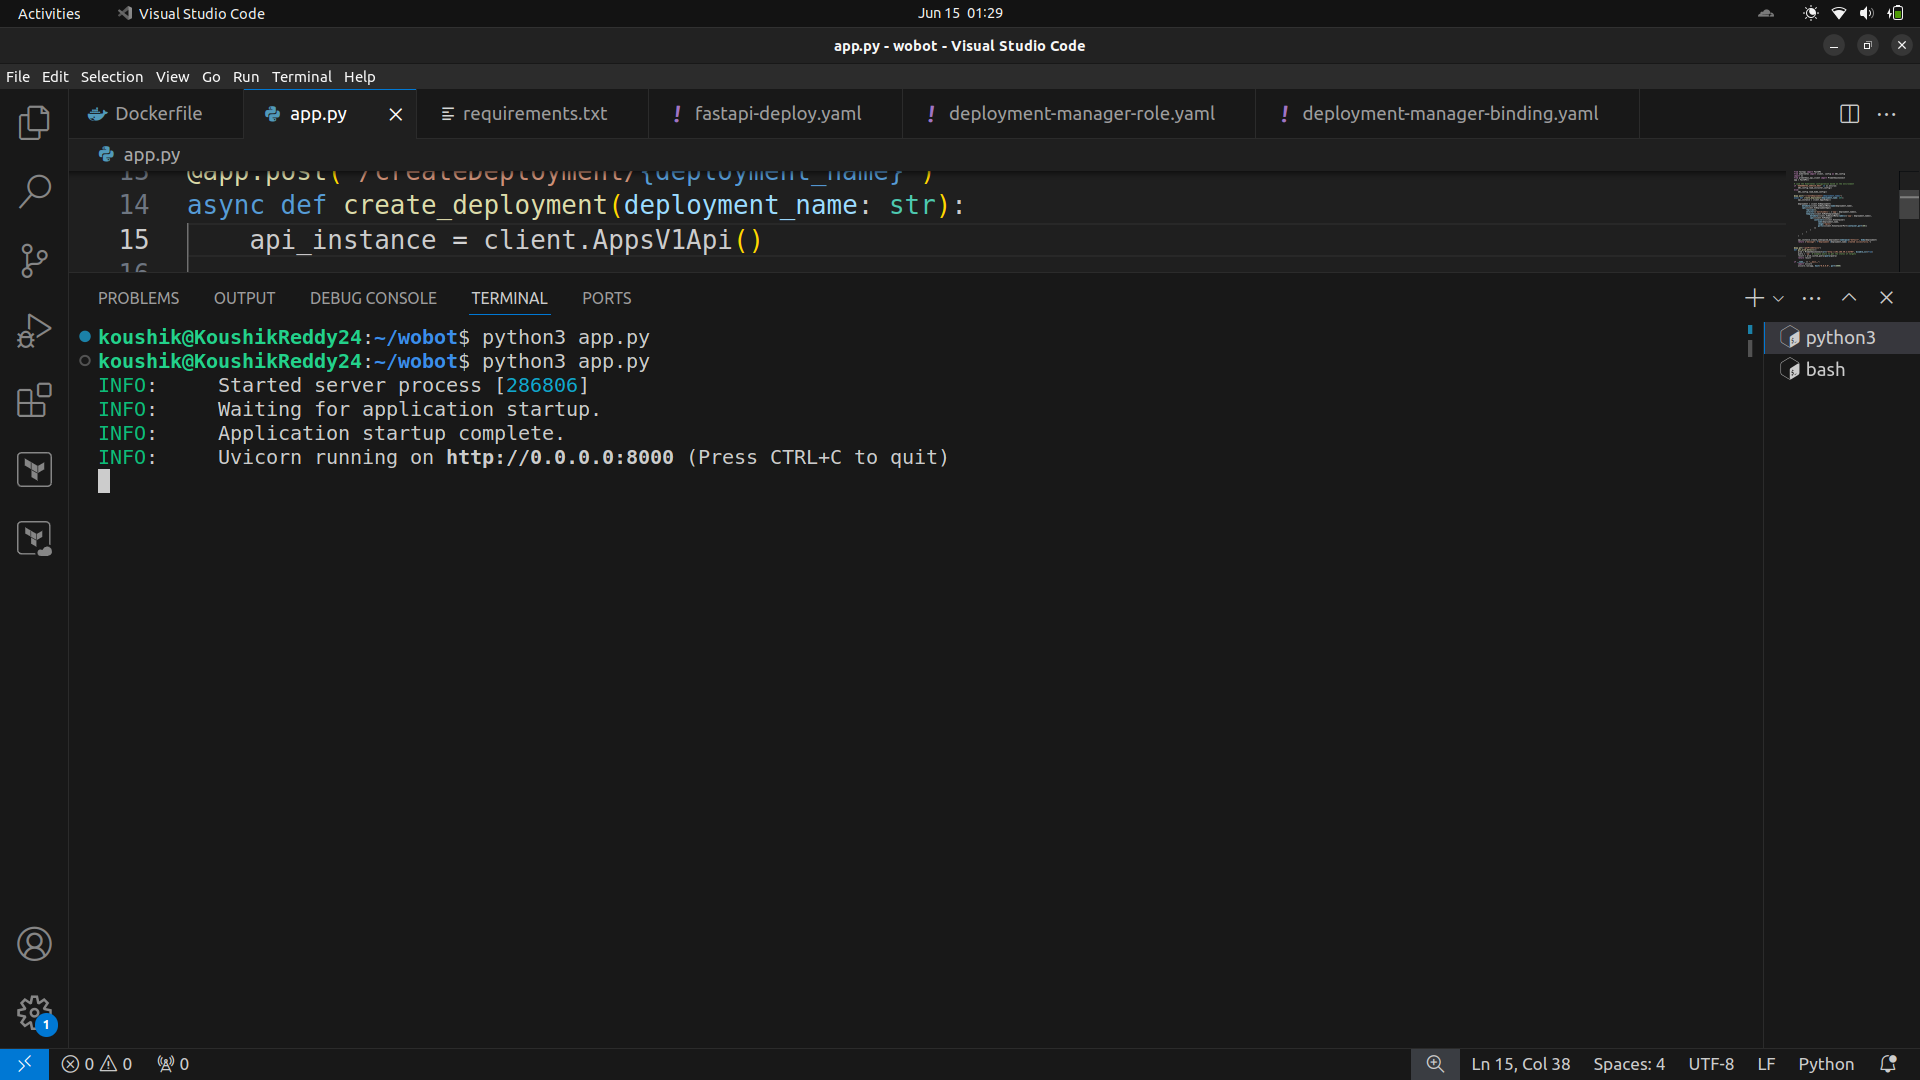 Activities Visual Studio Code Jun 15 01:29
app.py - wobot - Visual Studio Code
File Edit Selection View Go Run Terminal Help
Dockerfile app.py requirements.txt fastapi-deploy.yaml deployment-manager-role.yaml deployment-manager-binding.yaml
app.py
13 @app.post("/createDeployment/{deployment_name}")
14 async def create_deployment(deployment_name: str):
15 api_instance = client.AppsV1Api()
16
PROBLEMS OUTPUT DEBUG CONSOLE TERMINAL PORTS
koushik@KoushikReddy24:~/wobot$ python3 app.py
koushik@KoushikReddy24:~/wobot$ python3 app.py
INFO: Started server process [286806]
INFO: Waiting for application startup.
INFO: Application startup complete.
INFO: Uvicorn running on http://0.0.0.0:8000 (Press CTRL+C to quit)
python3
bash
1
0 0 0 Ln 15, Col 38 Spaces: 4 UTF-8 LF Python